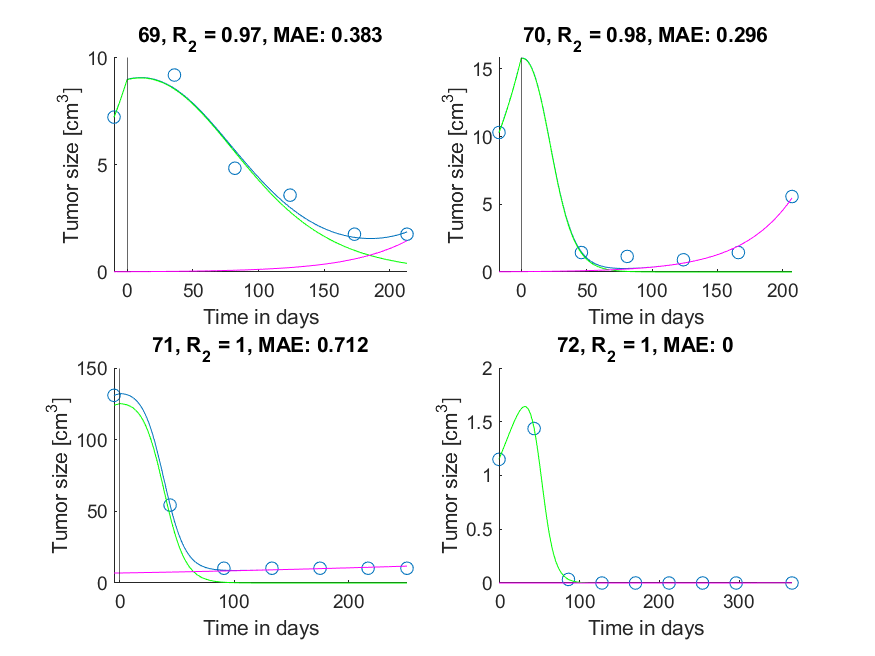 69, R2 = 0.97, MAE: 0.383
10
5
0
Tumor size [cm3]
0 100 200
Time in days
70, R2 = 0.98, MAE: 0.296
15
10
5
0
Tumor size [cm3]
0 50 100 150 200
Time in days
71, R2 = 1, MAE: 0.712
150
100
50
0
Tumor size [cm3]
0 100 200
Time in days
72, R2 = 1, MAE: 0
2
1.5
1
0.5
0
Tumor size [cm3]
0 100 200 300
Time in days